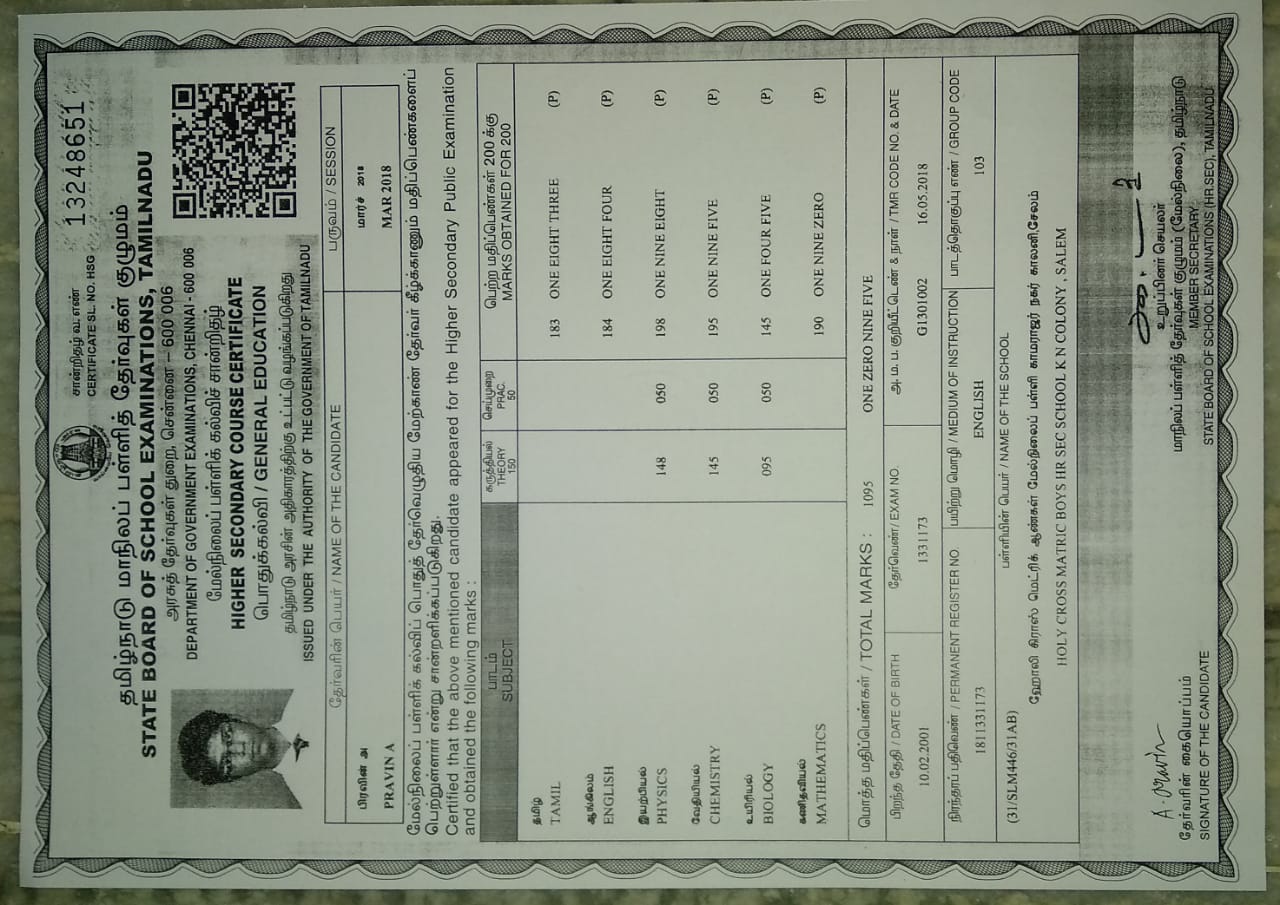 சான்றிதழ் வ. எண்
CERTIFICATE SL. NO. HSG 13248651
தமிழ்நாடு மாநிலப் பள்ளித் தேர்வுகள் குழுமம்
STATE BOARD OF SCHOOL EXAMINATIONS, TAMILNADU
அரசுத் தேர்வுகள் துறை, சென்னை – 600 006
DEPARTMENT OF GOVERNMENT EXAMINATIONS, CHENNAI - 600 006
மேல்நிலைப் பள்ளிக் கல்விச் சான்றிதழ்
HIGHER SECONDARY COURSE CERTIFICATE
பொதுக்கல்வி / GENERAL EDUCATION
தமிழ்நாடு அரசின் அதிகாரத்திற்கு உட்பட்டு வழங்கப்படுகிறது
ISSUED UNDER THE AUTHORITY OF THE GOVERNMENT OF TAMILNADU
தேர்வரின் பெயர் / NAME OF THE CANDIDATE பருவம் / SESSION
பிரவின் அ மார்ச் 2018
PRAVIN A MAR 2018
மேல்நிலைப் பள்ளிக் கல்விப் பொதுத் தேர்வெழுதிய மேற்காண் தேர்வர் கீழ்க்காணும் மதிப்பெண்களைப்
பெற்றுள்ளார் என்று சான்றளிக்கப்படுகிறது.
Certified that the above mentioned candidate appeared for the Higher Secondary Public Examination
and obtained the following marks :
பாடம் கருத்தியல் செய்முறை பெற்ற மதிப்பெண்கள் 200 க்கு
SUBJECT THEORY PRAC. MARKS OBTAINED FOR 200
150 50
தமிழ்
TAMIL 183 ONE EIGHT THREE (P)
ஆங்கிலம்
ENGLISH 184 ONE EIGHT FOUR (P)
இயற்பியல்
PHYSICS 148 050 198 ONE NINE EIGHT (P)
வேதியியல்
CHEMISTRY 145 050 195 ONE NINE FIVE (P)
உயிரியல்
BIOLOGY 095 050 145 ONE FOUR FIVE (P)
கணிதவியல்
MATHEMATICS 190 ONE NINE ZERO (P)
மொத்த மதிப்பெண்கள் / TOTAL MARKS : 1095 ONE ZERO NINE FIVE
பிறந்த தேதி / DATE OF BIRTH தேர்வெண்/ EXAM NO. அ. ம. ப. குறியீட்டெண் & நாள் / TMR CODE NO. & DATE
10.02.2001 1331173 G1301002 16.05.2018
நிரந்தரப் பதிவெண் / PERMANENT REGISTER NO. பயிற்று மொழி / MEDIUM OF INSTRUCTION பாடத்தொகுப்பு எண் / GROUP CODE
1811331173 ENGLISH 103
(31/SLM446/31AB) பள்ளியின் பெயர் / NAME OF THE SCHOOL
ஹோலி கிராஸ் மெட்ரிக் ஆண்கள் மேல்நிலைப் பள்ளி காமராஜர் நகர் காலனி,சேலம்
HOLY CROSS MATRIC BOYS HR SEC SCHOOL K N COLONY , SALEM
A. Pravin
தேர்வரின் கையொப்பம்
SIGNATURE OF THE CANDIDATE
உறுப்பினர் செயலர்
மாநிலப் பள்ளித் தேர்வுகள் குழுமம் (மேல்நிலை), தமிழ்நாடு
MEMBER SECRETARY
STATE BOARD OF SCHOOL EXAMINATIONS (HR.SEC), TAMILNADU